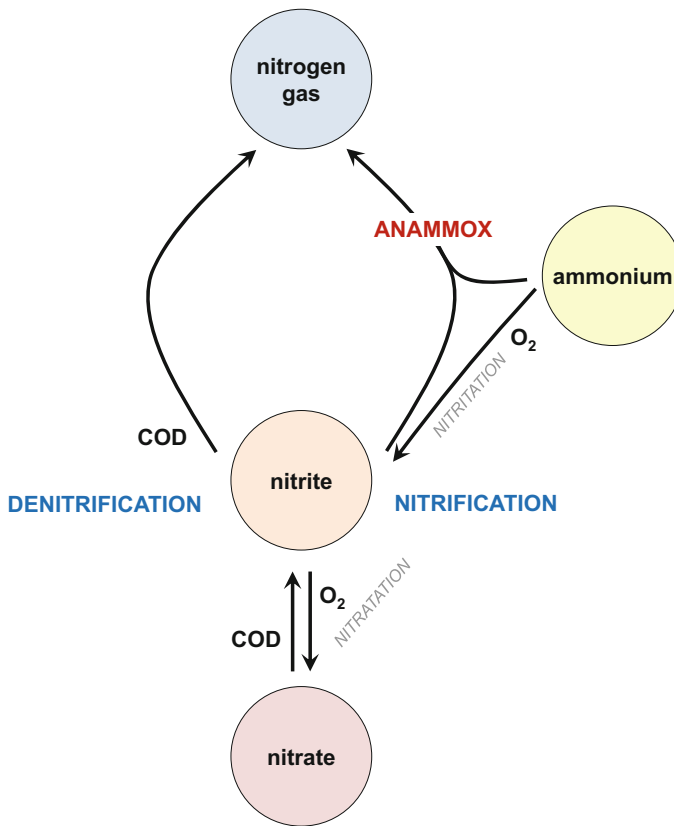 nitrogen
gas
ANAMMOX
ammonium
O₂
NITRITATION
COD
nitrite
DENITRIFICATION
NITRIFICATION
O₂
NITRATATION
COD
nitrate